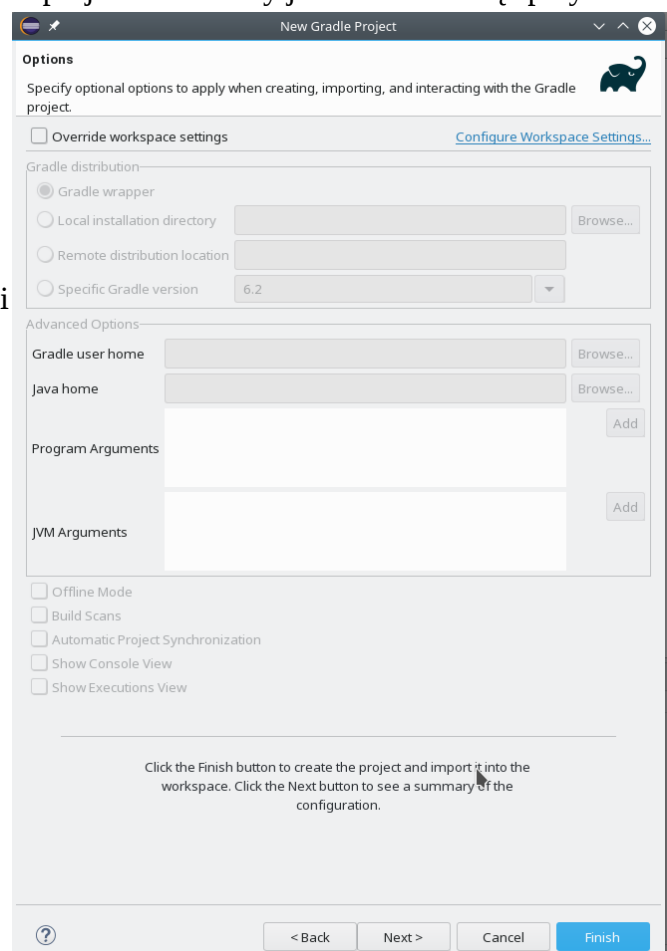 New Gradle Project
Options
Specify optional options to apply when creating, importing, and interacting with the Gradle
project.
Override workspace settings
Configure Workspace Settings...
Gradle distribution
Gradle wrapper
Local installation directory
Browse...
Remote distribution location
Specific Gradle version
6.2
i
Advanced Options
Gradle user home
Browse...
Java home
Browse...
Add
Program Arguments
Add
JVM Arguments
Offline Mode
Build Scans
Automatic Project Synchronization
Show Console View
Show Executions View
Click the Finish button to create the project and import it into the
workspace. Click the Next button to see a summary of the
configuration.
?
< Back
Next >
Cancel
Finish